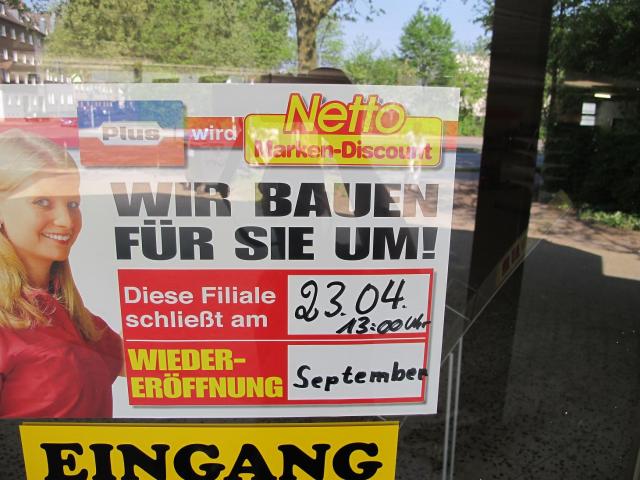 Plus wird Netto
Marken-Discount
WIR BAUEN
FÜR SIE UM!
Diese Filiale
schließt am
23.04.
13:00 Uhr
WIEDER-
ERÖFFNUNG
September
EINGANG